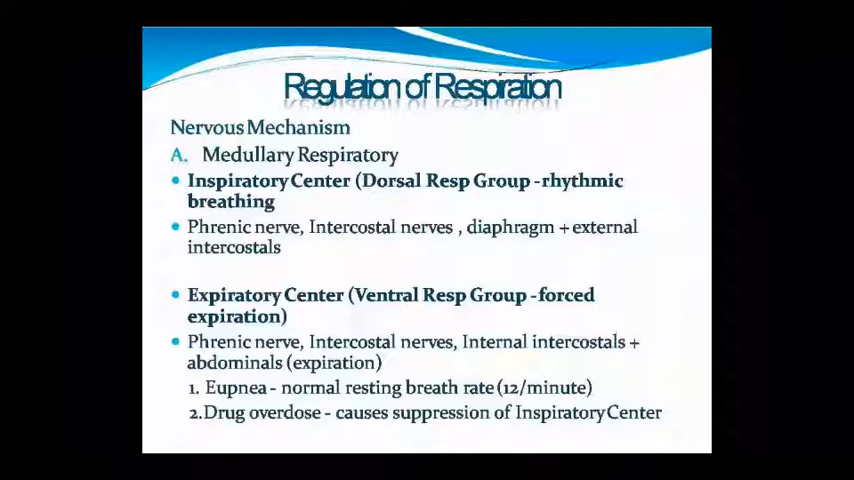 Regulation of Respiration
Nervous Mechanism
A. Medullary Respiratory
• Inspiratory Center (Dorsal Resp Group -rhythmic
breathing
• Phrenic nerve, Intercostal nerves , diaphragm + external
intercostals
• Expiratory Center (Ventral Resp Group -forced
expiration)
• Phrenic nerve, Intercostal nerves, Internal intercostals +
abdominals (expiration)
1. Eupnea - normal resting breath rate (12/minute)
2.Drug overdose - causes suppression of Inspiratory Center